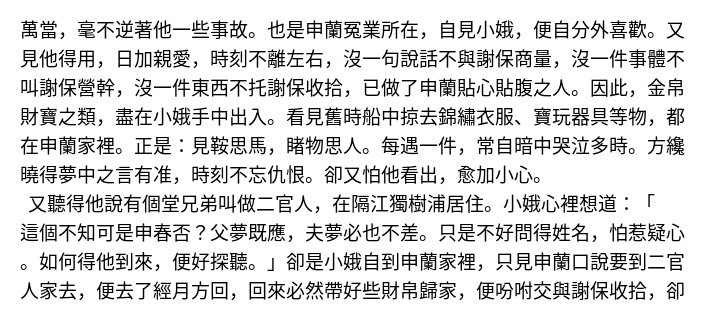 萬當，毫不逆著他一些事故。也是申蘭冤業所在，自見小娥，便自分外喜歡。又
見他得用，日加親愛，時刻不離左右，沒一句說話不與謝保商量，沒一件事體不
叫謝保營幹，沒一件東西不托謝保收拾，已做了申蘭貼心貼腹之人。因此，金帛
財寶之類，盡在小娥手中出入。看見舊時船中掠去錦繡衣服、寶玩器具等物，都
在申蘭家裡。正是：見鞍思馬，睹物思人。每遇一件，常自暗中哭泣多時。方纔
曉得夢中之言有准，時刻不忘仇恨。卻又怕他看出，愈加小心。
又聽得他說有個堂兄弟叫做二官人，在隔江獨樹浦居住。小娥心裡想道：「
這個不知可是申春否？父夢既應，夫夢必也不差。只是不好問得姓名，怕惹疑心
。如何得他到來，便好探聽。」卻是小娥自到申蘭家裡，只見申蘭口說要到二官
人家去，便去了經月方回，回來必然帶好些財帛歸家，便吩咐交與謝保收拾，卻